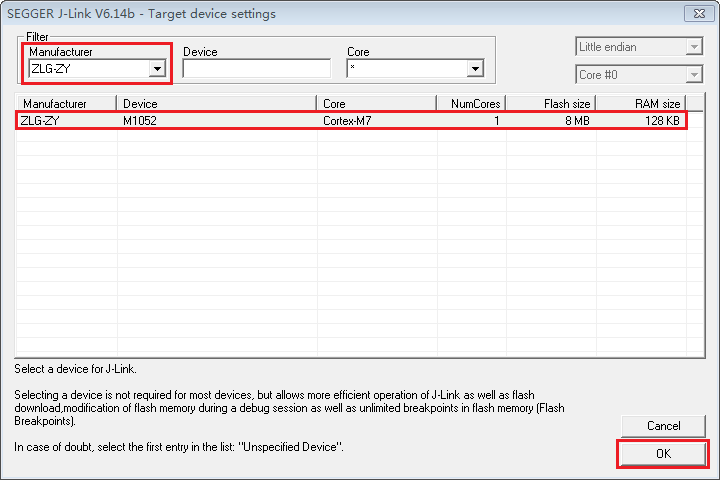 SEGGER J-Link V6.14b - Target device settings
Filter
Manufacturer Device Core
ZLG-ZY *
Little endian
Core #0
Manufacturer Device Core NumCores Flash size RAM size
ZLG-ZY M1052 Cortex-M7 1 8 MB 128 KB
Select a device for J-Link.
Selecting a device is not required for most devices, but allows more efficient operation of J-Link as well as flash
download,modification of flash memory during a debug session as well as unlimited breakpoints in flash memory (Flash
Breakpoints).
In case of doubt, select the first entry in the list: "Unspecified Device".
Cancel
OK